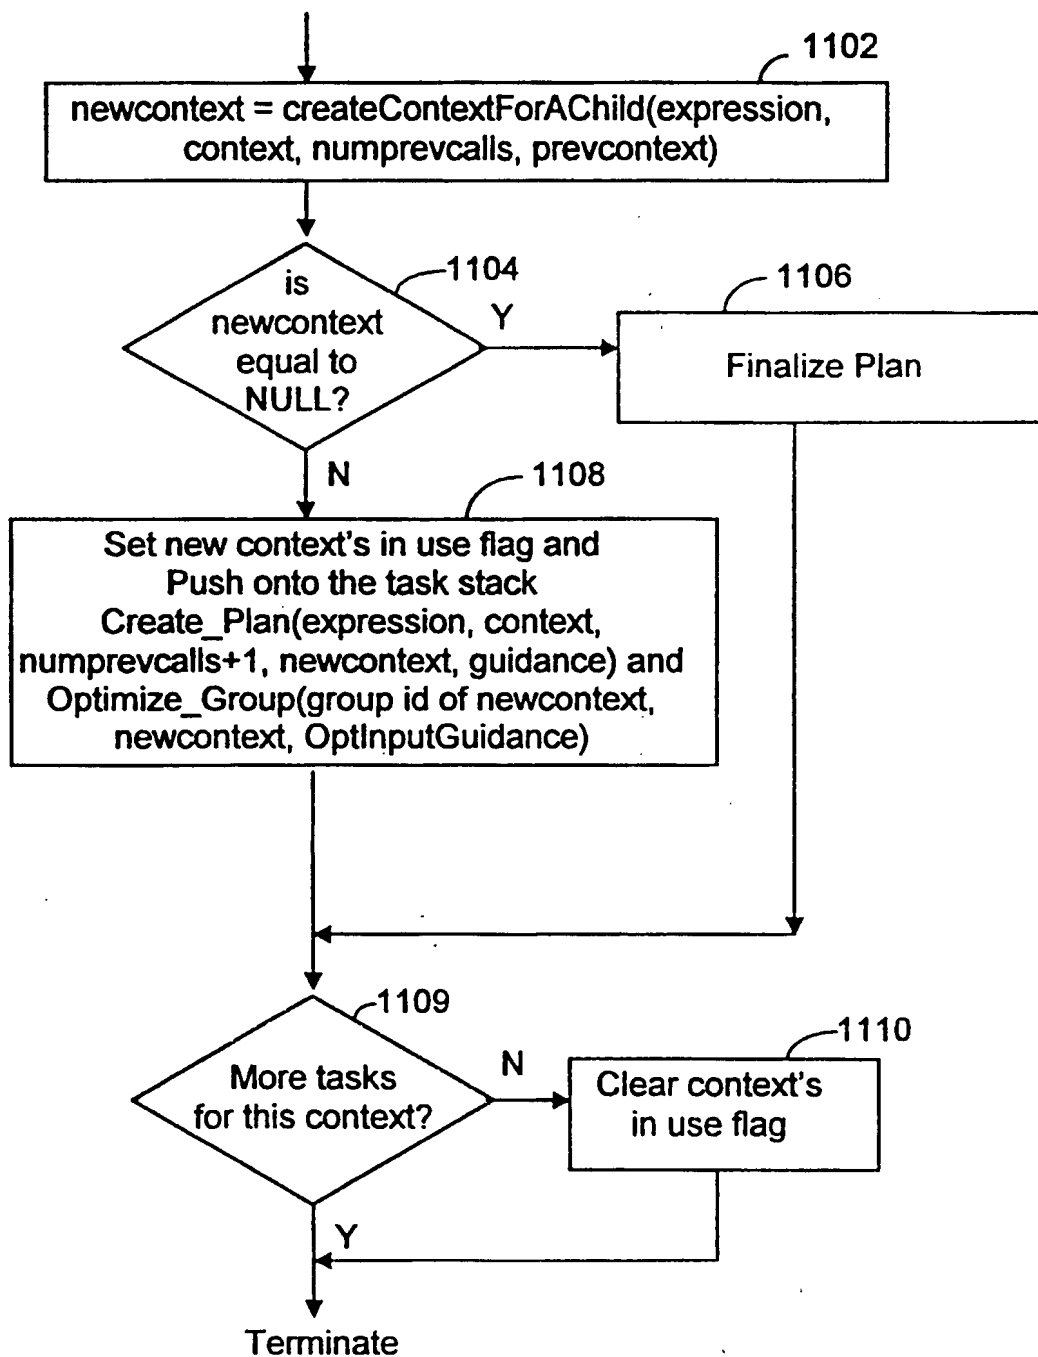 1102
newcontext = createContextForAChild(expression,
context, numprevcalls, prevcontext)
1104
is
newcontext
equal to
NULL?
Y
1106
Finalize Plan
N
1108
Set new context's in use flag and
Push onto the task stack
Create_Plan(expression, context,
numprevcalls+1, newcontext, guidance) and
Optimize_Group(group id of newcontext,
newcontext, OptInputGuidance)
1109
More tasks
for this context?
N
1110
Clear context's
in use flag
Y
Terminate